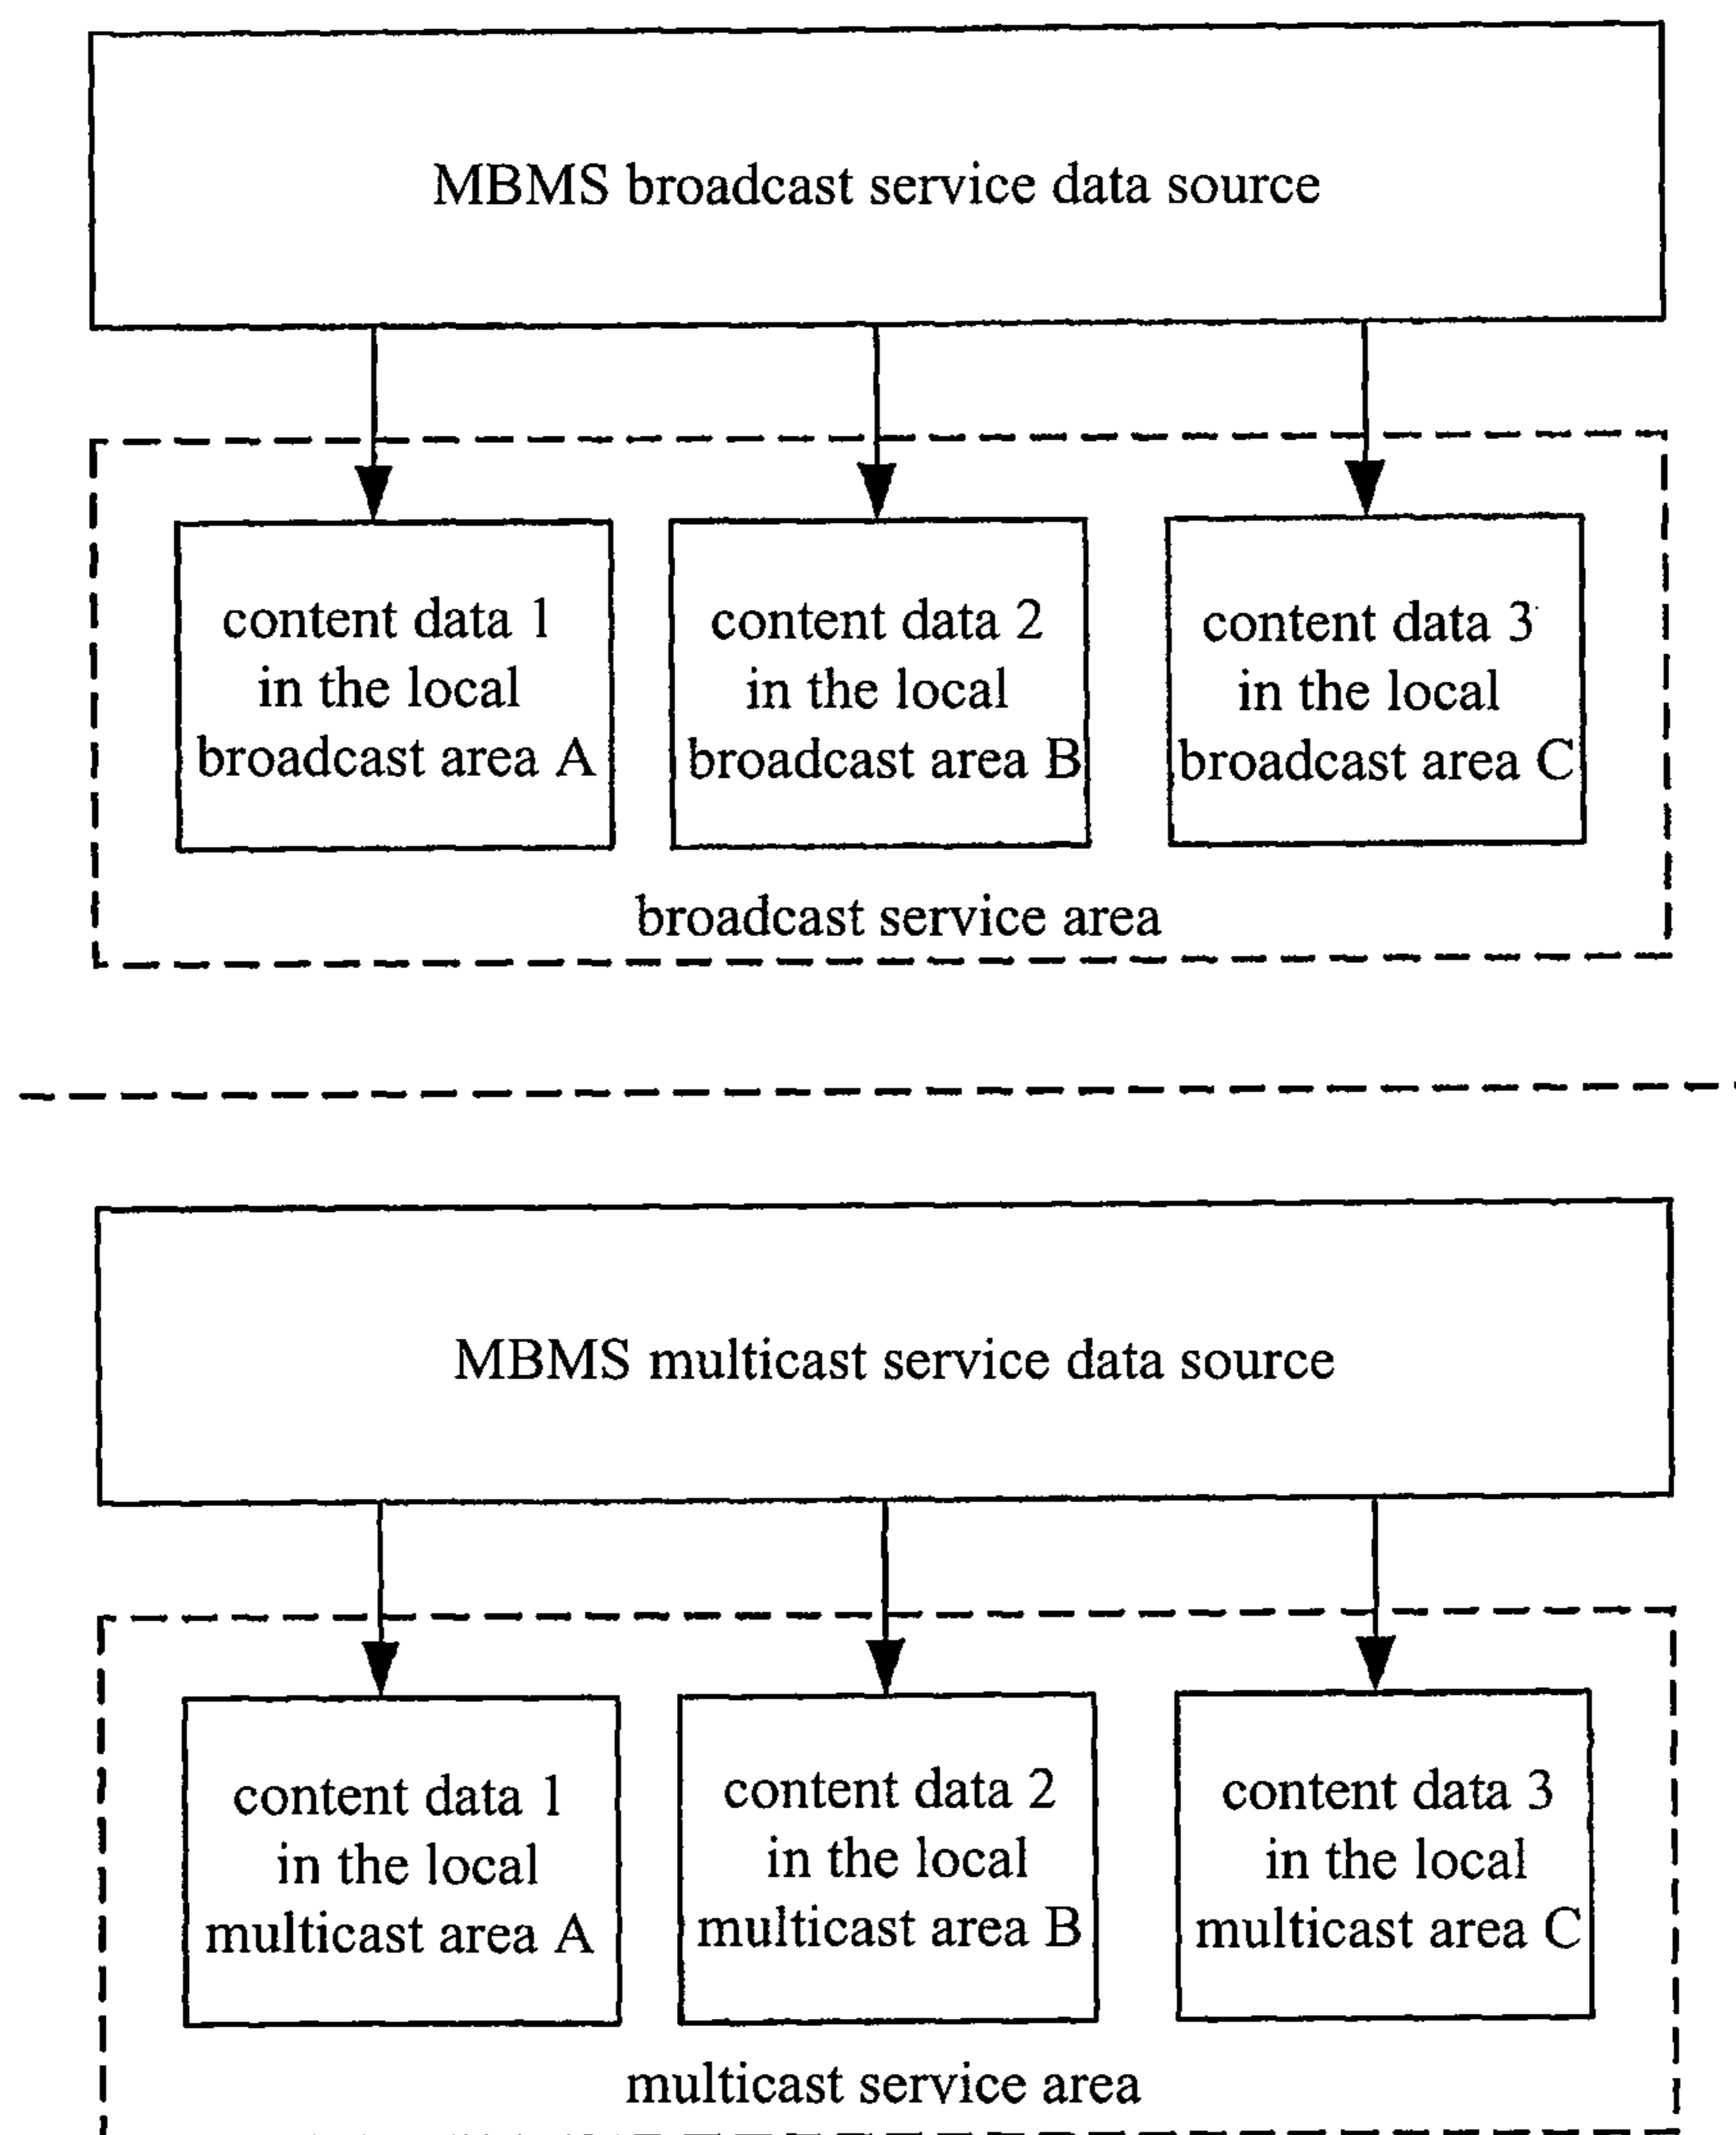 MBMS broadcast service data source
content data 1
in the local
broadcast area A
content data 2
in the local
broadcast area B
content data 3
in the local
broadcast area C
broadcast service area
MBMS multicast service data source
content data 1
in the local
multicast area A
content data 2
in the local
multicast area B
content data 3
in the local
multicast area C
multicast service area